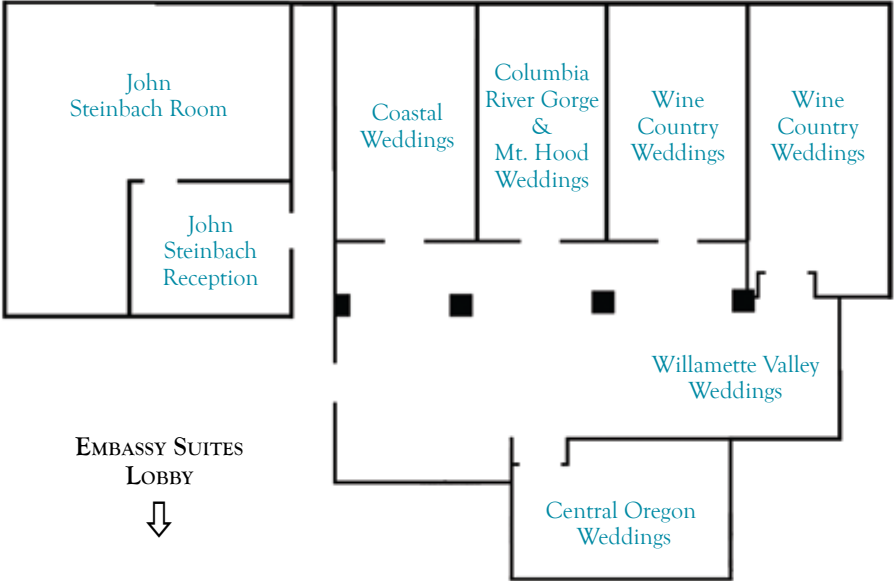 John
Steinbach Room
Coastal
Weddings
Columbia
River Gorge
&
Mt. Hood
Weddings
Wine
Country
Weddings
Wine
Country
Weddings
John
Steinbach
Reception
Willamette Valley
Weddings
Embassy Suites
Lobby
Central Oregon
Weddings